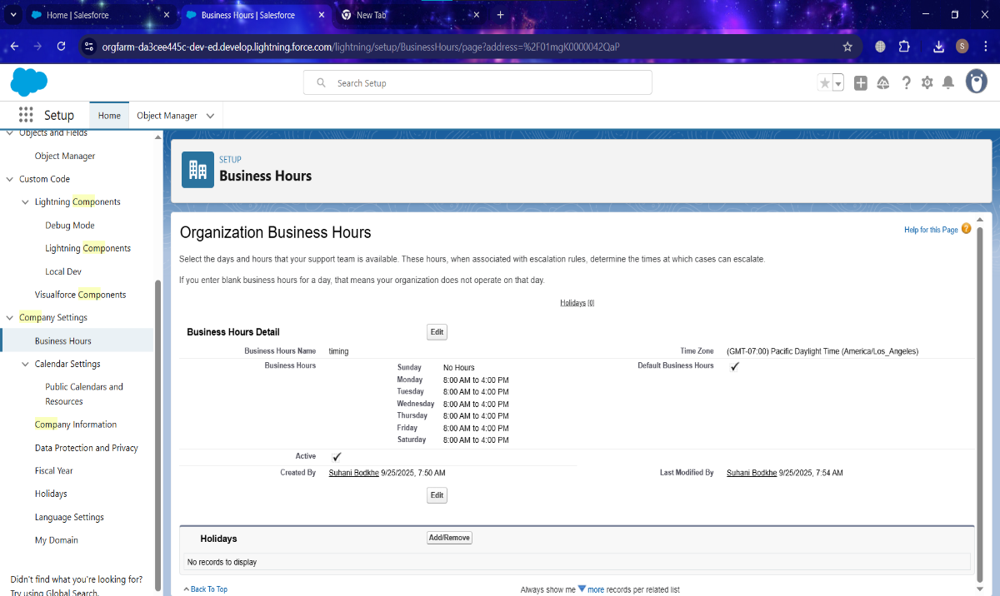 Home | Salesforce
Business Hours | Salesforce
New Tab
orgfarm-da3cee445c-dev-ed.develop.lightning.force.com/lightning/setup/BusinessHours/page?address=%2F01mgK0000042QaP
S
Search Setup
Setup
Home
Object Manager
Objects and Fields
Object Manager
Custom Code
Lightning Components
Debug Mode
Lightning Components
Local Dev
Visualforce Components
Company Settings
Business Hours
Calendar Settings
Public Calendars and
Resources
Company Information
Data Protection and Privacy
Fiscal Year
Holidays
Language Settings
My Domain
Didn't find what you're looking for?
Try using Global Search.
SETUP
Business Hours
Organization Business Hours
Help for this Page ?
Select the days and hours that your support team is available. These hours, when associated with escalation rules, determine the times at which cases can escalate.
If you enter blank business hours for a day, that means your organization does not operate on that day.
Holidays [0]
Business Hours Detail
Edit
Business Hours Name timing
Time Zone (GMT-07:00) Pacific Daylight Time (America/Los_Angeles)
Business Hours
Default Business Hours
Sunday No Hours
Monday 8:00 AM to 4:00 PM
Tuesday 8:00 AM to 4:00 PM
Wednesday 8:00 AM to 4:00 PM
Thursday 8:00 AM to 4:00 PM
Friday 8:00 AM to 4:00 PM
Saturday 8:00 AM to 4:00 PM
Active
Created By Suhani Bodkhe 9/25/2025, 7:50 AM
Last Modified By Suhani Bodkhe 9/25/2025, 7:54 AM
Edit
Holidays
Add/Remove
No records to display
Back To Top
Always show me more records per related list